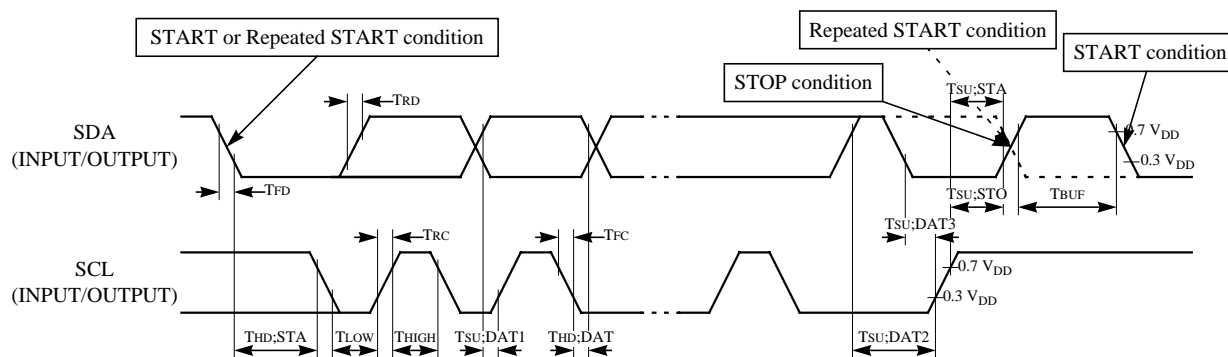 START or Repeated START condition
Repeated START condition
START condition
STOP condition
TSU;STA
TRD
SDA
(INPUT/OUTPUT)
0.7 VDD
0.3 VDD
TFD
TSU;STO
TBUF
TSU;DAT3
TRC
TFC
SCL
(INPUT/OUTPUT)
0.7 VDD
0.3 VDD
THD;STA
TLOW
THIGH
TSU;DAT1
THD;DAT
TSU;DAT2